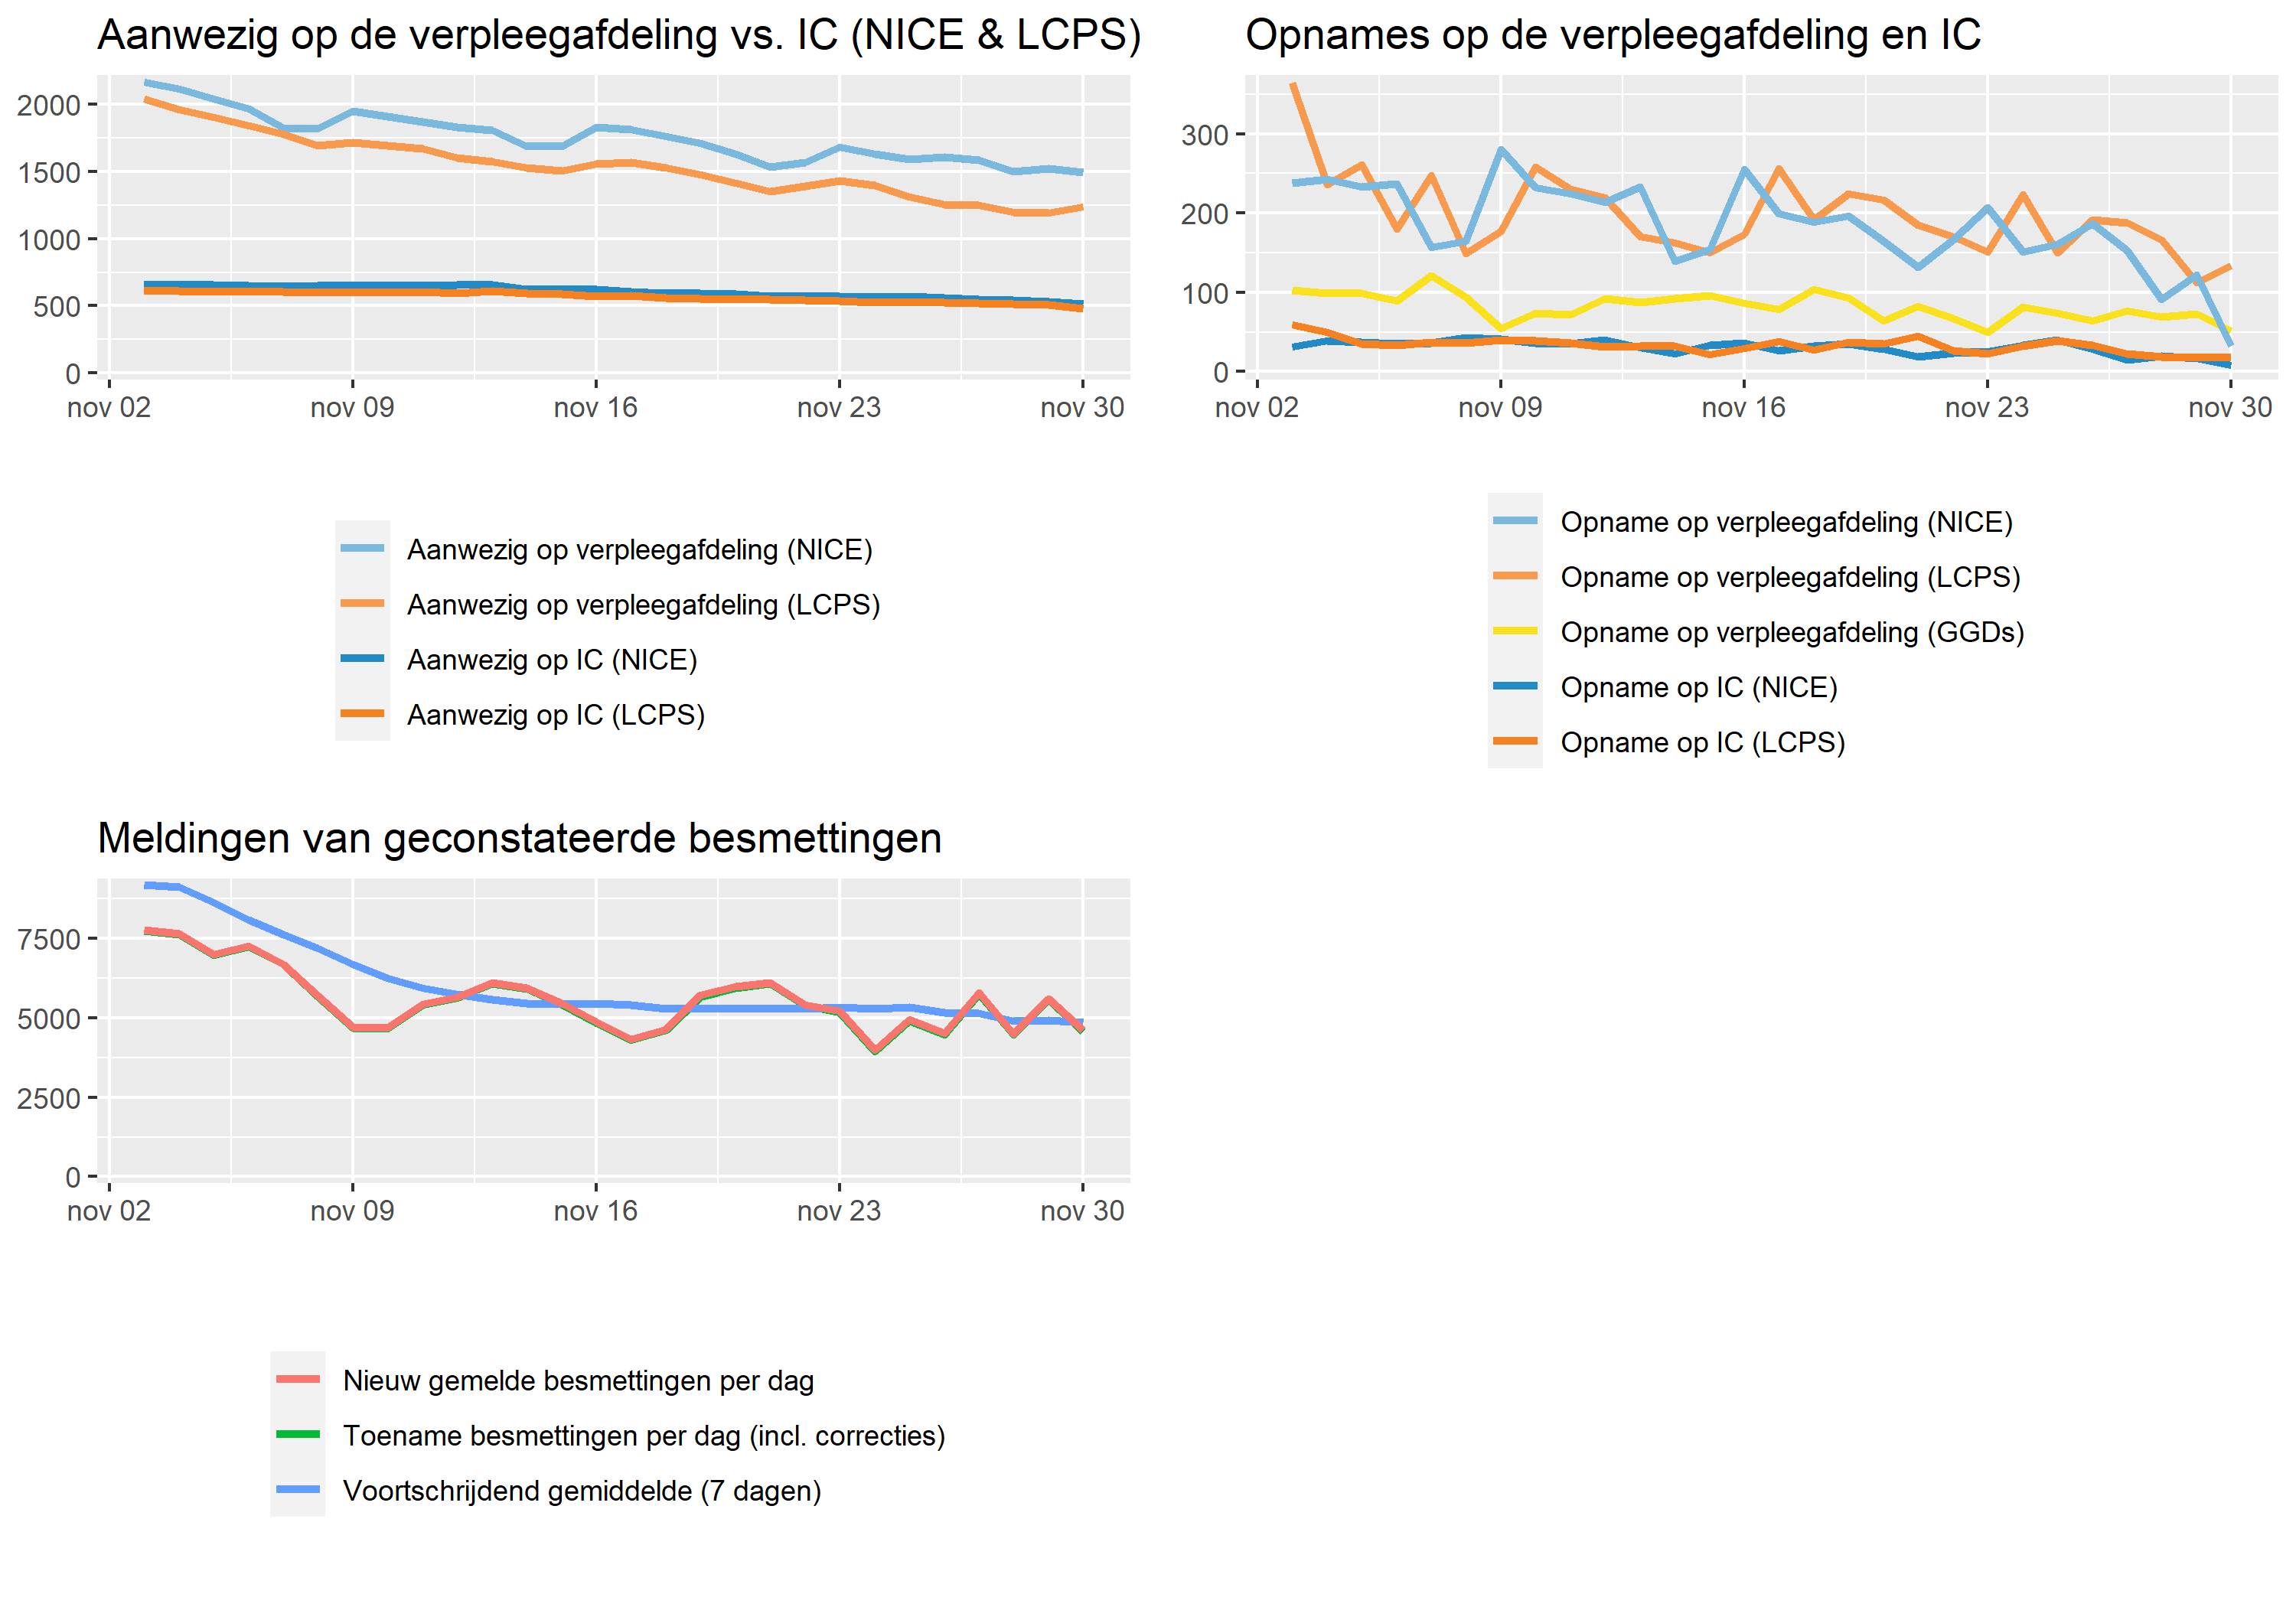 Aanwezig op de verpleegafdeling vs. IC (NICE & LCPS)
2000
1500
1000
500
0
nov 02 nov 09 nov 16 nov 23 nov 30
Aanwezig op verpleegafdeling (NICE)
Aanwezig op verpleegafdeling (LCPS)
Aanwezig op IC (NICE)
Aanwezig op IC (LCPS)
Opnames op de verpleegafdeling en IC
300
200
100
0
nov 02 nov 09 nov 16 nov 23 nov 30
Opname op verpleegafdeling (NICE)
Opname op verpleegafdeling (LCPS)
Opname op verpleegafdeling (GGDs)
Opname op IC (NICE)
Opname op IC (LCPS)
Meldingen van geconstateerde besmettingen
7500
5000
2500
0
nov 02 nov 09 nov 16 nov 23 nov 30
Nieuw gemelde besmettingen per dag
Toename besmettingen per dag (incl. correcties)
Voortschrijdend gemiddelde (7 dagen)